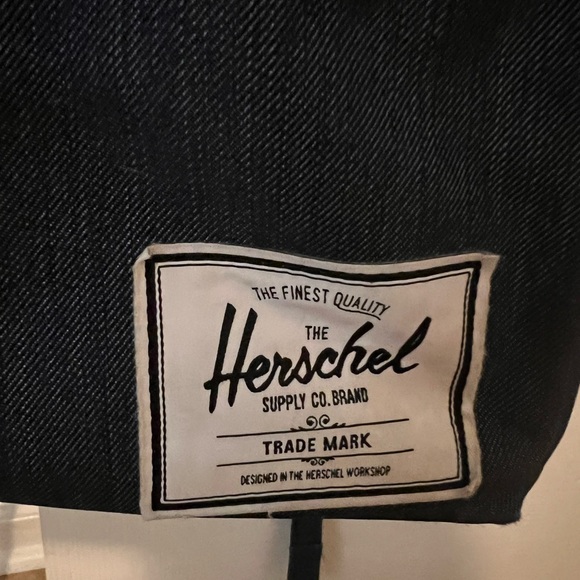 THE FINEST QUALITY
THE
Herschel
SUPPLY CO. BRAND
TRADE MARK
DESIGNED IN THE HERSCHEL WORKSHOP